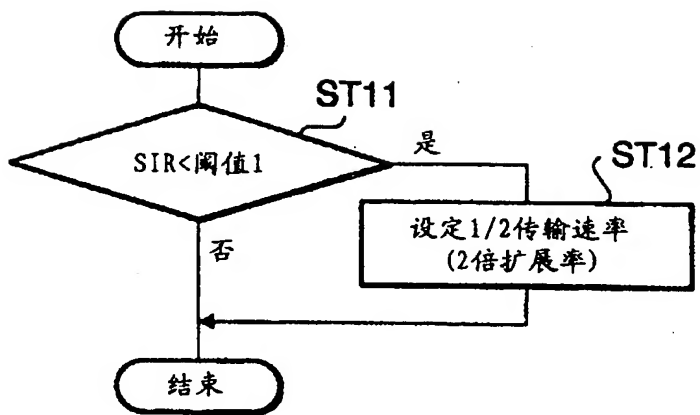 开始
ST11
SIR<阈值1
是
ST12
设定1/2传输速率
(2倍扩展率)
否
结束